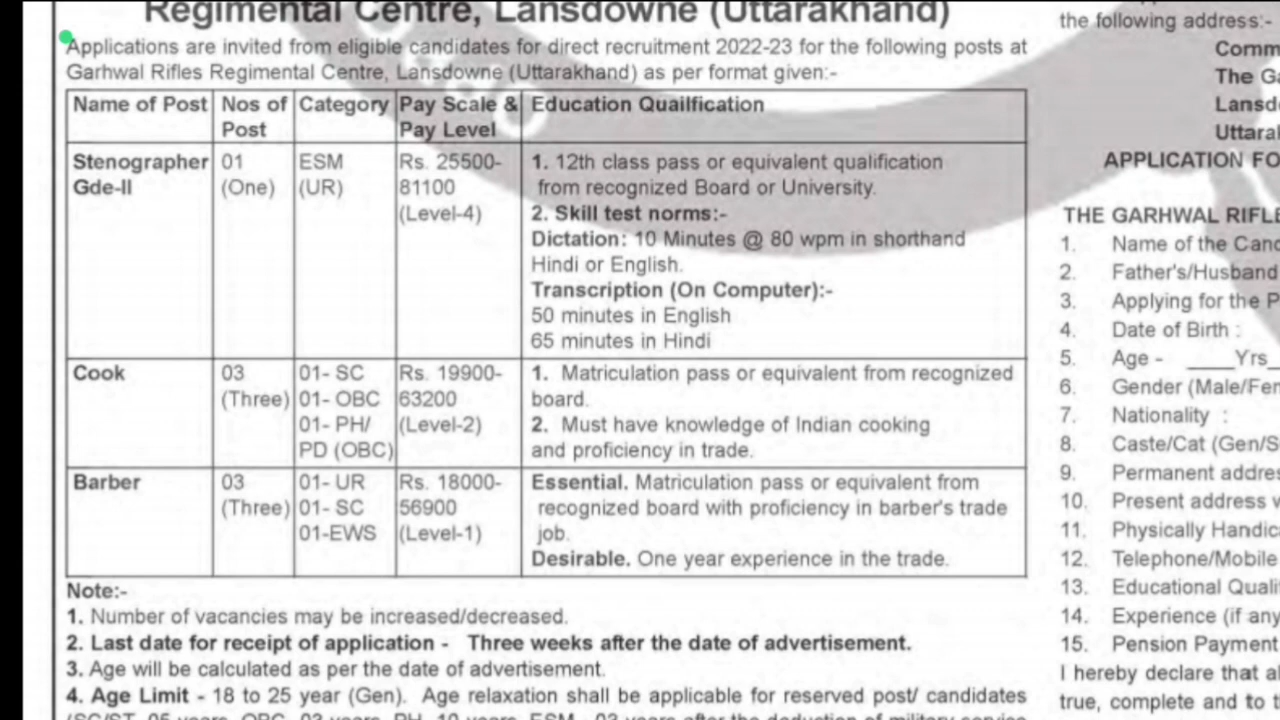 Regimental Centre, Lansdowne (Uttarakhand)
Applications are invited from eligible candidates for direct recruitment 2022-23 for the following posts at
Garhwal Rifles Regimental Centre, Lansdowne (Uttarakhand) as per format given:-
Name of Post Nos of Post Category Pay Scale & Pay Level Education Quailfication
Stenographer Gde-II
01 (One)
ESM (UR)
Rs. 25500-81100 (Level-4)
1. 12th class pass or equivalent qualification
from recognized Board or University.
2. Skill test norms:-
Dictation: 10 Minutes @ 80 wpm in shorthand
Hindi or English.
Transcription (On Computer):-
50 minutes in English
65 minutes in Hindi
Cook
03 (Three)
01- SC
01- OBC
01- PH/
PD (OBC)
Rs. 19900-63200 (Level-2)
1. Matriculation pass or equivalent from recognized
board.
2. Must have knowledge of Indian cooking
and proficiency in trade.
Barber
03 (Three)
01- UR
01- SC
01-EWS
Rs. 18000-56900 (Level-1)
Essential. Matriculation pass or equivalent from
recognized board with proficiency in barber's trade
job.
Desirable. One year experience in the trade.
Note:-
1. Number of vacancies may be increased/decreased.
2. Last date for receipt of application - Three weeks after the date of advertisement.
3. Age will be calculated as per the date of advertisement.
4. Age Limit - 18 to 25 year (Gen). Age relaxation shall be applicable for reserved post/ candidates
the following address:-
Comm
The Ga
Lansd
Uttaral
APPLICATION FO
THE GARHWAL RIFLE
1. Name of the Canc
2. Father's/Husband
3. Applying for the P
4. Date of Birth :
5. Age - ____Yrs_
6. Gender (Male/Fem
7. Nationality :
8. Caste/Cat (Gen/S
9. Permanent addres
10. Present address w
11. Physically Handica
12. Telephone/Mobile
13. Educational Qualif
14. Experience (if any
15. Pension Payment
I hereby declare that al
true, complete and to t